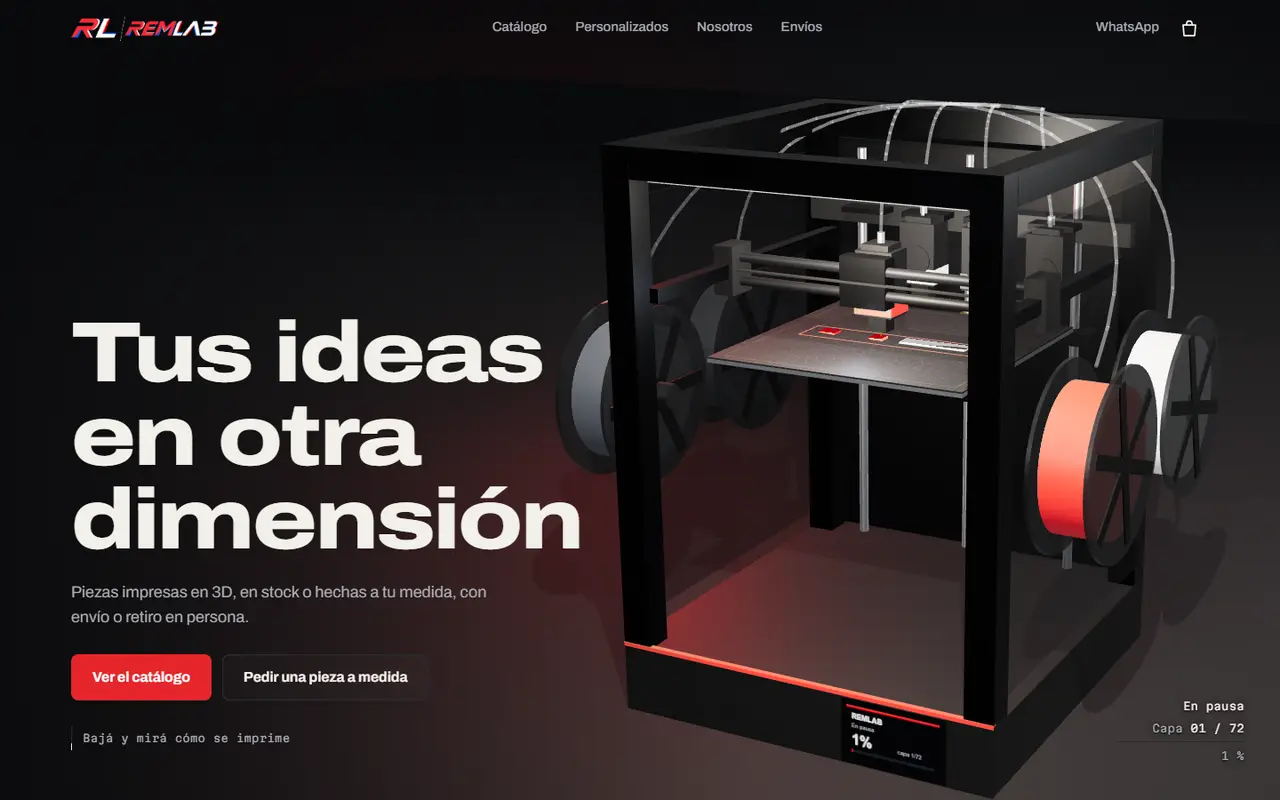 RL REMLAB
Catálogo
Personalizados
Nosotros
Envíos
WhatsApp
Tus ideas
en otra
dimensión
Piezas impresas en 3D, en stock o hechas a tu medida, con
envío o retiro en persona.
Ver el catálogo
Pedir una pieza a medida
Bajá y mirá cómo se imprime
REMLAB
En pausa
1%
capa 1/72
En pausa
Capa 01 / 72
1 %